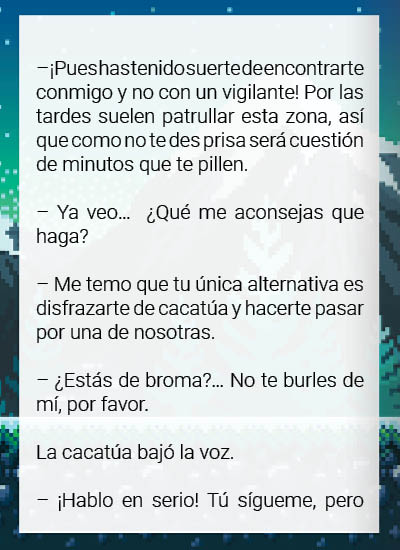 –¡Pues has tenido suerte de encontrarte
conmigo y no con un vigilante! Por las
tardes suelen patrullar esta zona, así
que como no te des prisa será cuestión
de minutos que te pillen.
– Ya veo... ¿Qué me aconsejas que
haga?
– Me temo que tu única alternativa es
disfrazarte de cacatúa y hacerte pasar
por una de nosotras.
– ¿Estás de broma?... No te burles de
mí, por favor.
La cacatúa bajó la voz.
– ¡Hablo en serio! Tú sígueme, pero